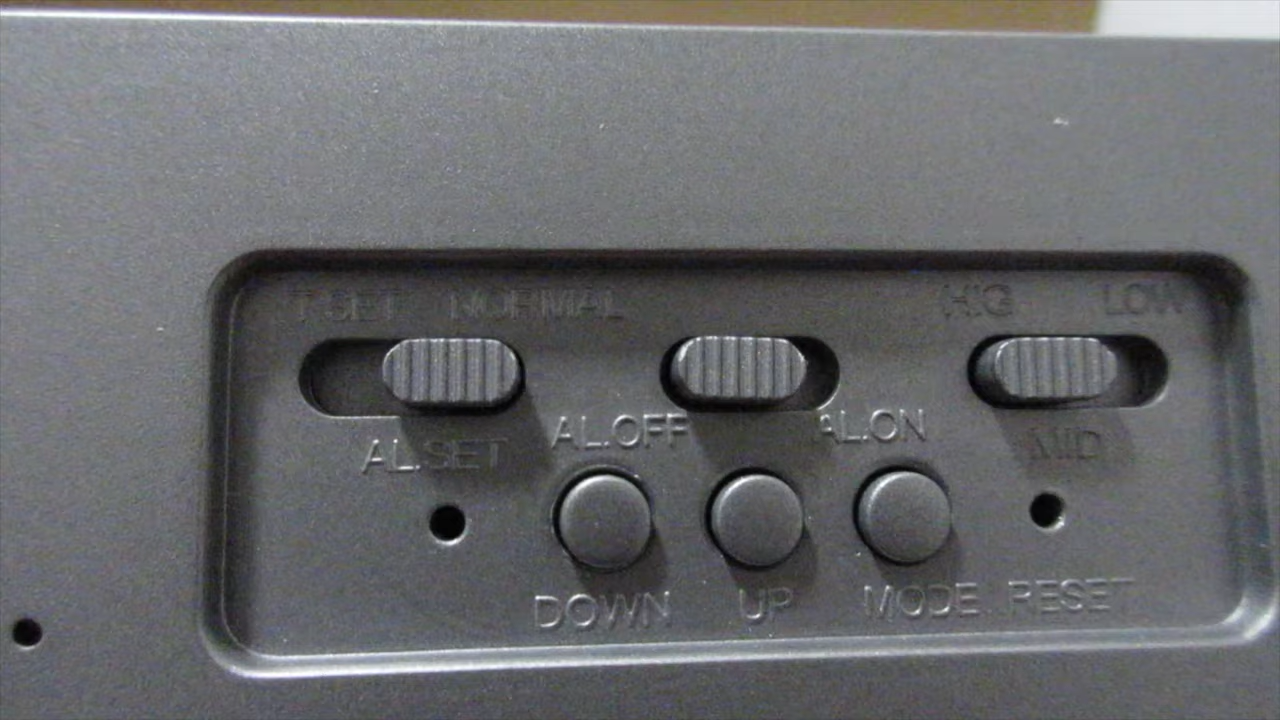 T·SET NORMAL HIG LOW
AL.SET AL.OFF AL.ON MID
DOWN UP MODE RESET